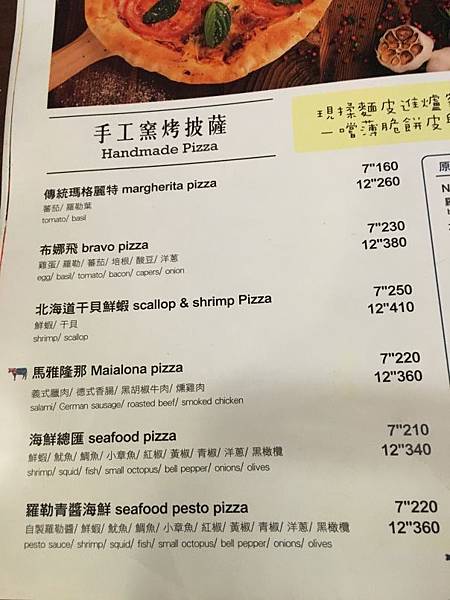 手工窯烤披薩
Handmade Pizza
現揉麵皮進爐窯
一嚐薄脆餅皮與
傳統瑪格麗特 margherita pizza 7"160
蕃茄/ 羅勒葉 12"260
tomato/ basil
布娜飛 bravo pizza 7"230
雞蛋/ 羅勒/ 蕃茄/ 培根/ 酸豆/ 洋蔥 12"380
egg/ basil/ tomato/ bacon/ capers/ onion
北海道干貝鮮蝦 scallop & shrimp Pizza 7"250
鮮蝦/ 干貝 12"410
shrimp/ scallop
馬雅隆那 Maialona pizza 7"220
義式臘肉/ 德式香腸/ 黑胡椒牛肉/ 燻雞肉 12"360
salami/ German sausage/ roasted beef/ smoked chicken
海鮮總匯 seafood pizza 7"210
鮮蝦/ 魷魚/ 鯛魚/ 小章魚/ 紅椒/ 黃椒/ 青椒/ 洋蔥/ 黑橄欖 12"340
shrimp/ squid/ fish/ small octopus/ bell pepper/ onions/ olives
羅勒青醬海鮮 seafood pesto pizza 7"220
自製羅勒醬/ 鮮蝦/ 魷魚/ 鯛魚/ 小章魚/ 紅椒/ 黃椒/ 青椒/ 洋蔥/ 黑橄欖 12"360
pesto sauce/ shrimp/ squid/ fish/ small octopus/ bell pepper/ onions/ olives
原